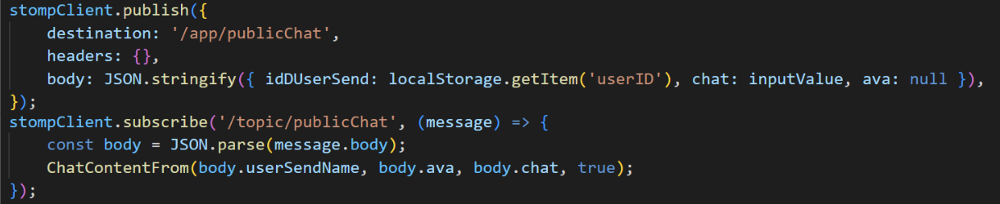 stompClient.publish({
    destination: '/app/publicChat',
    headers: {},
    body: JSON.stringify({ idDUserSend: localStorage.getItem('userID'), chat: inputValue, ava: null }),
});
stompClient.subscribe('/topic/publicChat', (message) => {
    const body = JSON.parse(message.body);
    ChatContentFrom(body.userSendName, body.ava, body.chat, true);
});